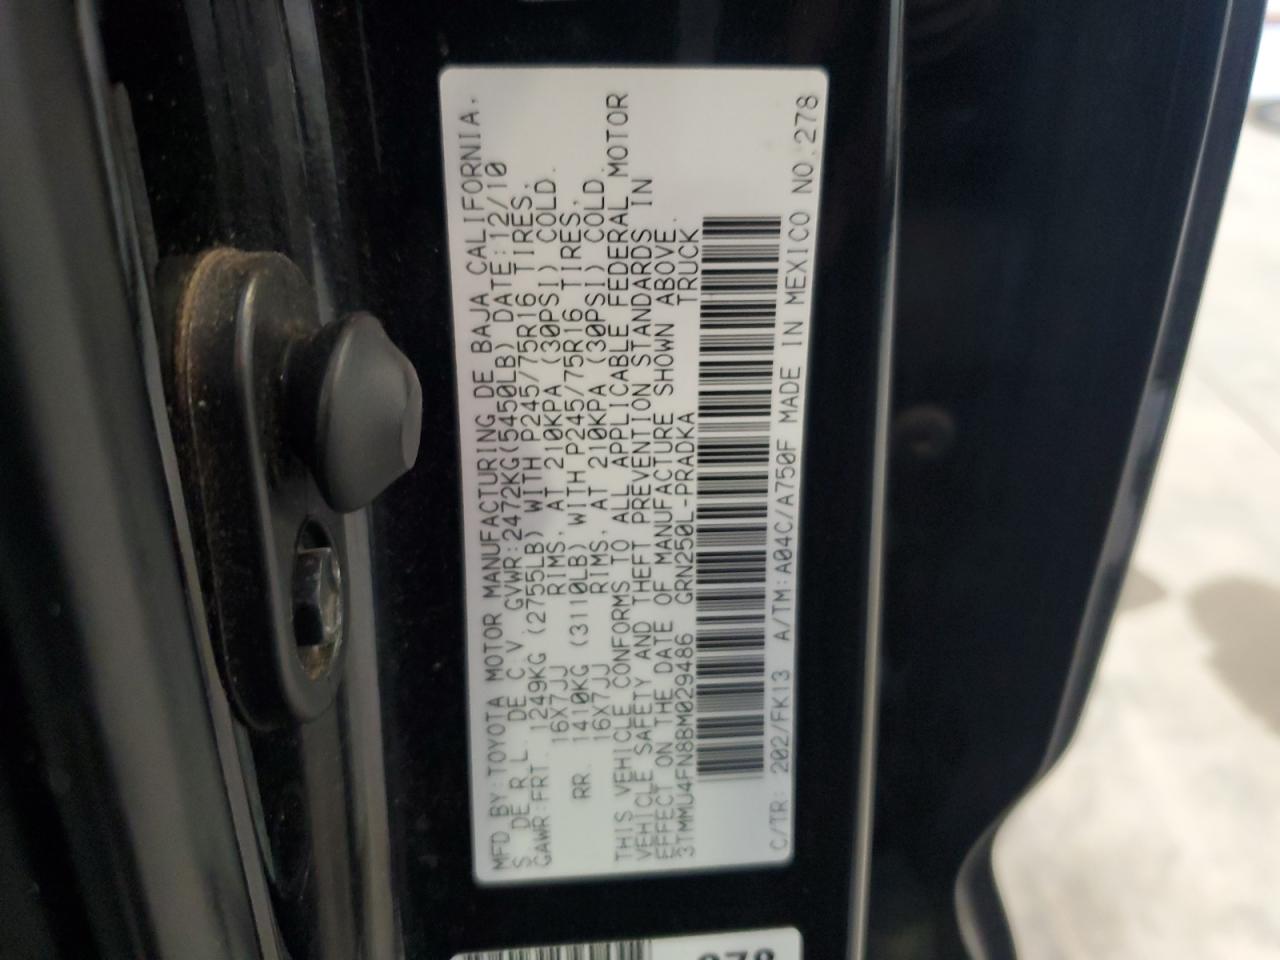 MFD BY:TOYOTA MOTOR MANUFACTURING DE BAJA CALIFORNIA,
S. DE R.L. DE C.V. GVWR:2472KG(5450LB) DATE:12/10
GAWR:FRT. 1249KG (2755LB) WITH P245/75R16 TIRES,
16X7JJ RIMS, AT 210KPA (30PSI) COLD.
RR. 1410KG (3110LB) WITH P245/75R16 TIRES,
16X7JJ RIMS, AT 210KPA (30PSI) COLD.
THIS VEHICLE CONFORMS TO ALL APPLICABLE FEDERAL MOTOR
VEHICLE SAFETY AND THEFT PREVENTION STANDARDS IN
EFFECT ON THE DATE OF MANUFACTURE SHOWN ABOVE.
3TMMU4FN8BM029486 GRN250L-PRADKA TRUCK
C/TR: 202/FK13 A/TM:A04C/A750F MADE IN MEXICO NO.278